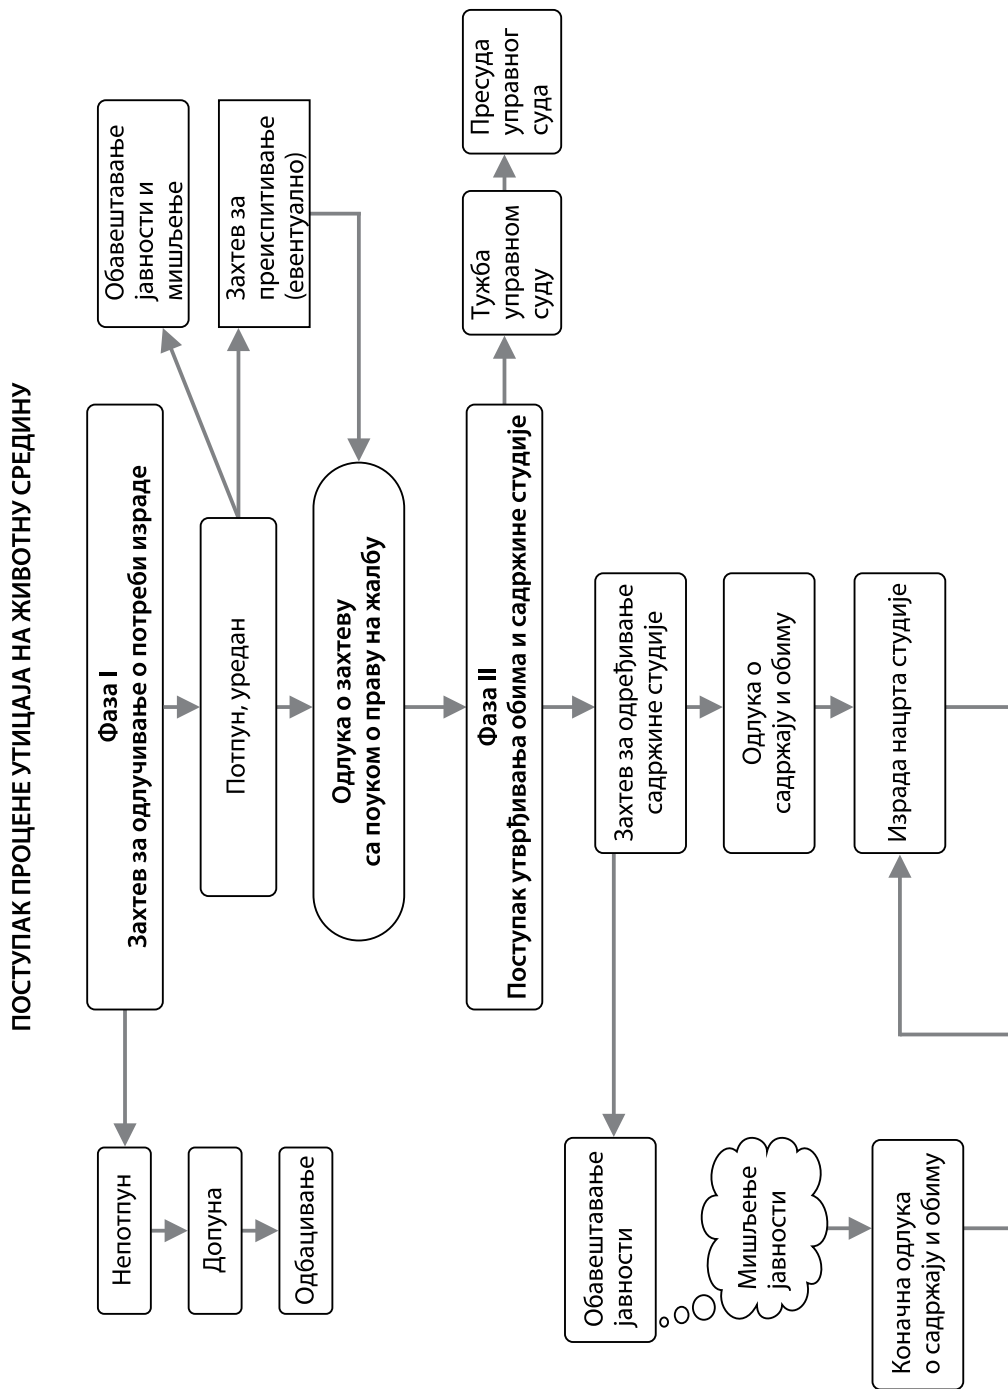 ПОСТУПАК ПРОЦЕНЕ УТИЦАЈА НА ЖИВОТНУ СРЕДИНУ
Фаза I
Захтев за одлучивање о потреби израде
Непотпун
Допуна
Одбацивање
Потпун, уредан
Обавештавање
јавности и
мишљење
Захтев за
преиспитивање
(евентуално)
Одлука о захтеву
са поуком о праву на жалбу
Фаза II
Поступак утврђивања обима и садржине студије
Тужба
управном
суду
Пресуда
управног
суда
Захтев за одређивање
садржине студије
Обавештавање
јавности
Мишљење
јавности
Одлука о
садржају и обиму
Коначна одлука
о садржају и обиму
Израда нацрта студије